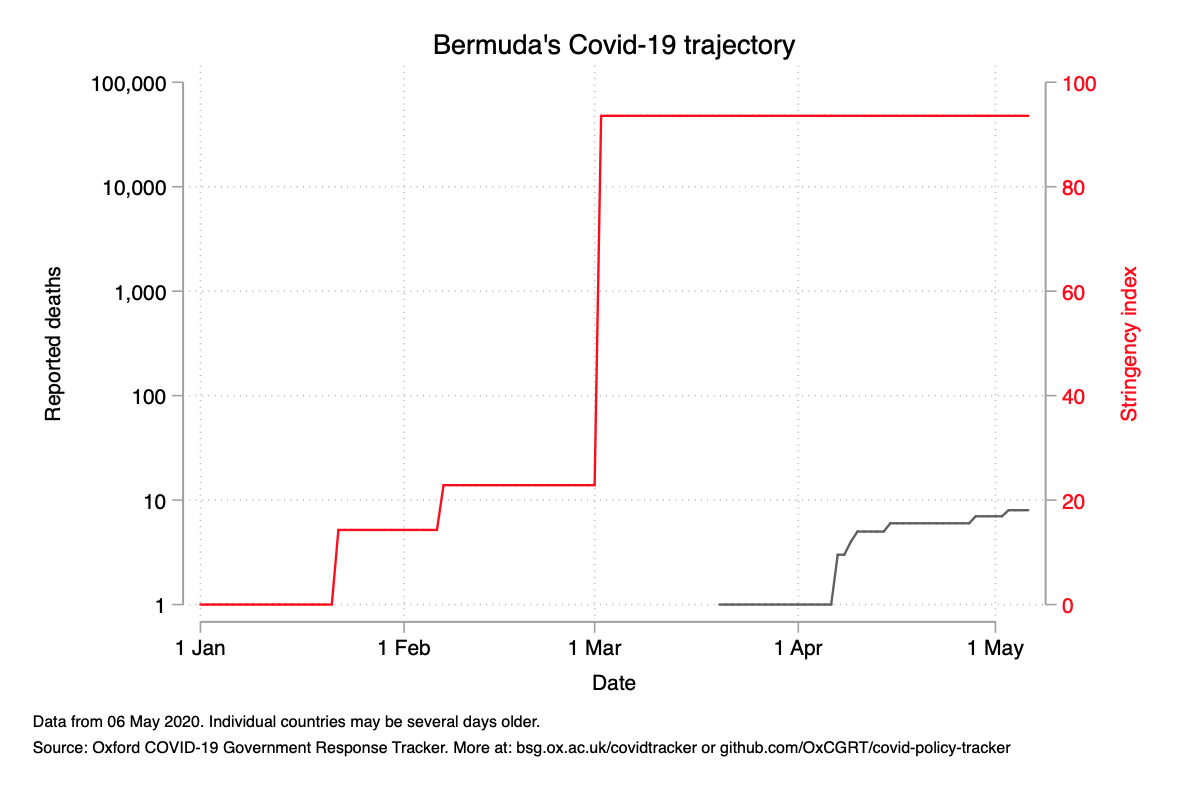 Bermuda's Covid-19 trajectory
100,000
10,000
1,000
100
10
1
Reported deaths
100
80
60
40
20
0
Stringency index
1 Jan
1 Feb
1 Mar
1 Apr
1 May
Date
Data from 06 May 2020. Individual countries may be several days older.
Source: Oxford COVID-19 Government Response Tracker. More at: bsg.ox.ac.uk/covidtracker or github.com/OxCGRT/covid-policy-tracker